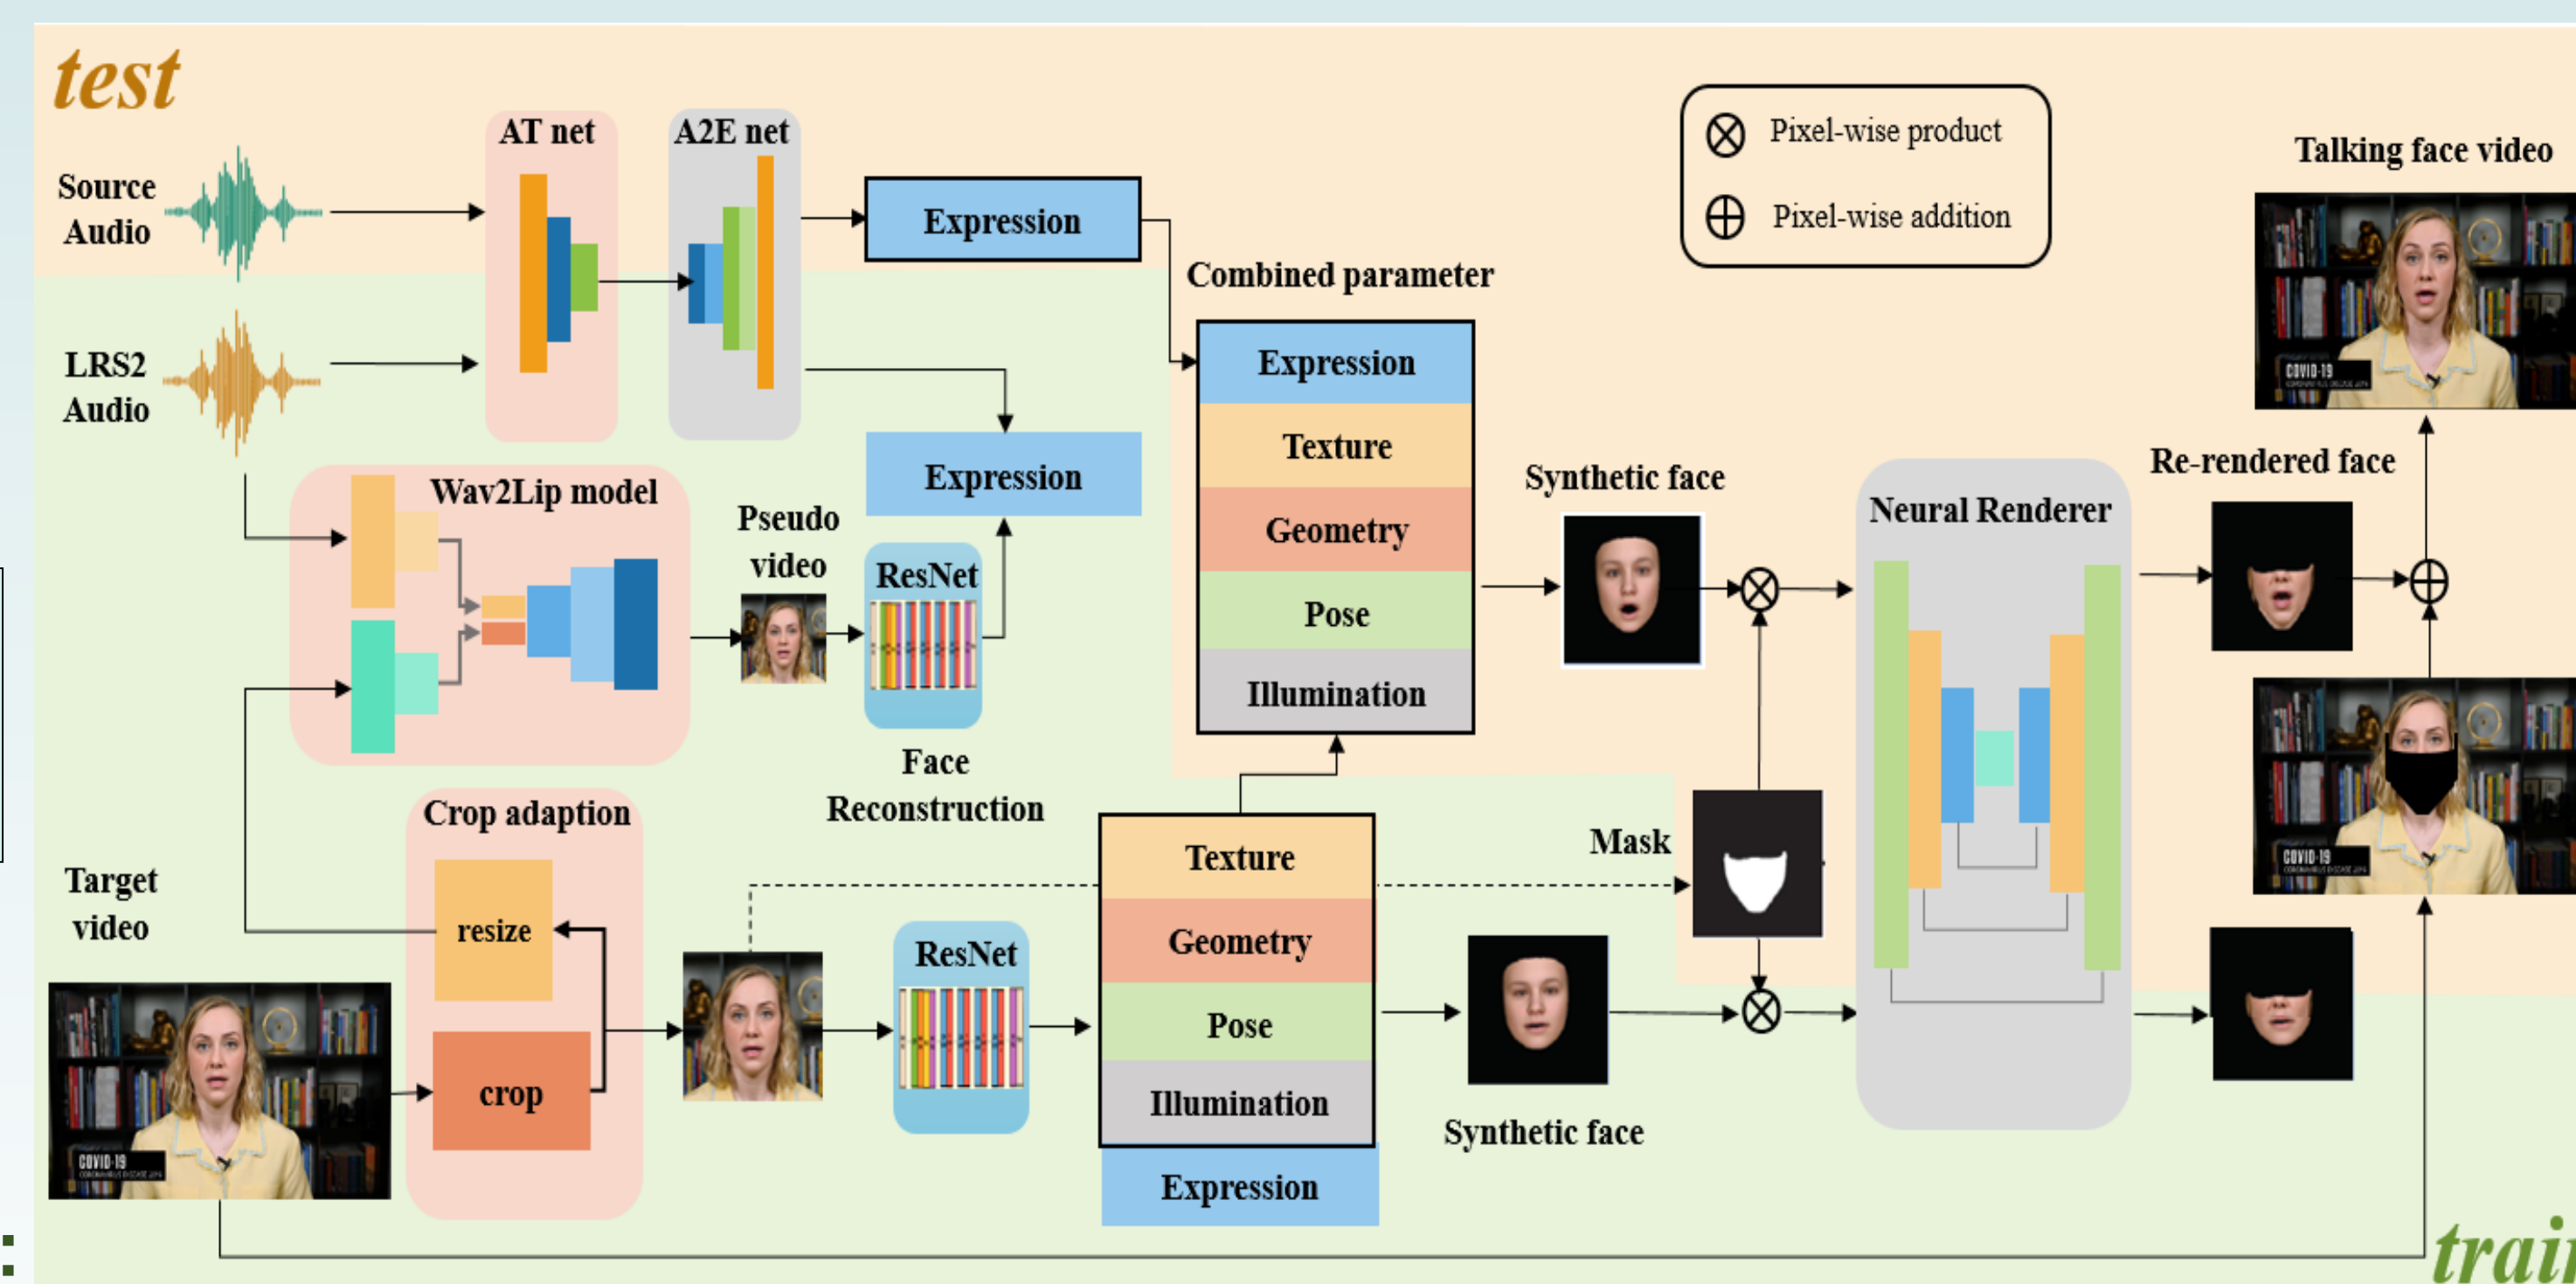 test
AT net
A2E net
Source
Audio
Expression
Pixel-wise product
Pixel-wise addition
Talking face video
COVID-19
Combined parameter
LRS2
Audio
Expression
Texture
Geometry
Pose
Illumination
Expression
Wav2Lip model
Pseudo
video
ResNet
Face
Reconstruction
Synthetic face
Neural Renderer
Re-rendered face
COVID-19
Crop adaption
resize
crop
Target
video
COVID-19
ResNet
Texture
Geometry
Pose
Illumination
Expression
Mask
Synthetic face
train